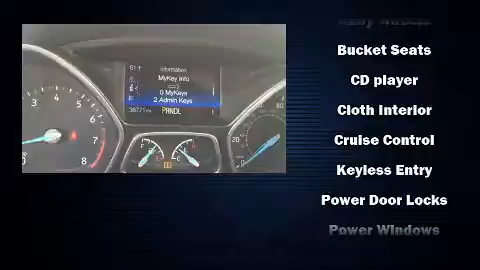 Information
MyKey Info
0 MyKeys
2 Admin Keys
PRNDL
Bucket Seats
CD player
Cloth Interior
Cruise Control
Keyless Entry
Power Door Locks
Power Windows